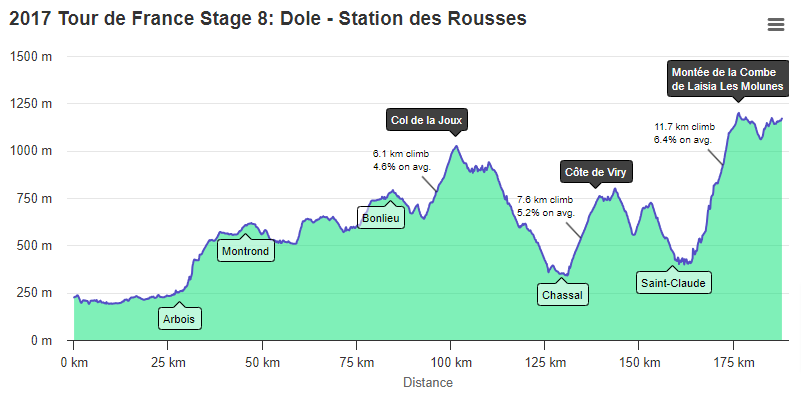 2017 Tour de France Stage 8: Dole - Station des Rousses
1500 m
1250 m
1000 m
750 m
500 m
250 m
0 m
Montée de la Combe
de Laisia Les Molunes
Col de la Joux
11.7 km climb
6.4% on avg.
6.1 km climb
4.6% on avg.
Côte de Viry
7.6 km climb
5.2% on avg.
Bonlieu
Montrond
Saint-Claude
Chassal
Arbois
0 km
25 km
50 km
75 km
100 km
125 km
150 km
175 km
Distance